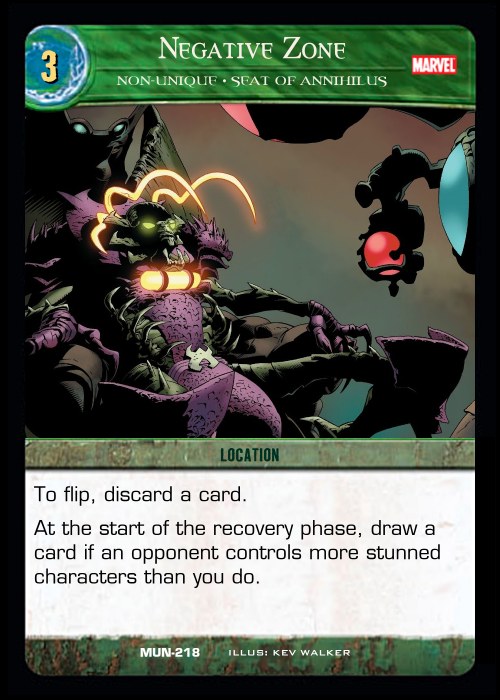 3
NEGATIVE ZONE
MARVEL
NON-UNIQUE • SEAT OF ANNIHILUS
LOCATION
To flip, discard a card.
At the start of the recovery phase, draw a
card if an opponent controls more stunned
characters than you do.
MUN-218 ILLUS: KEV WALKER